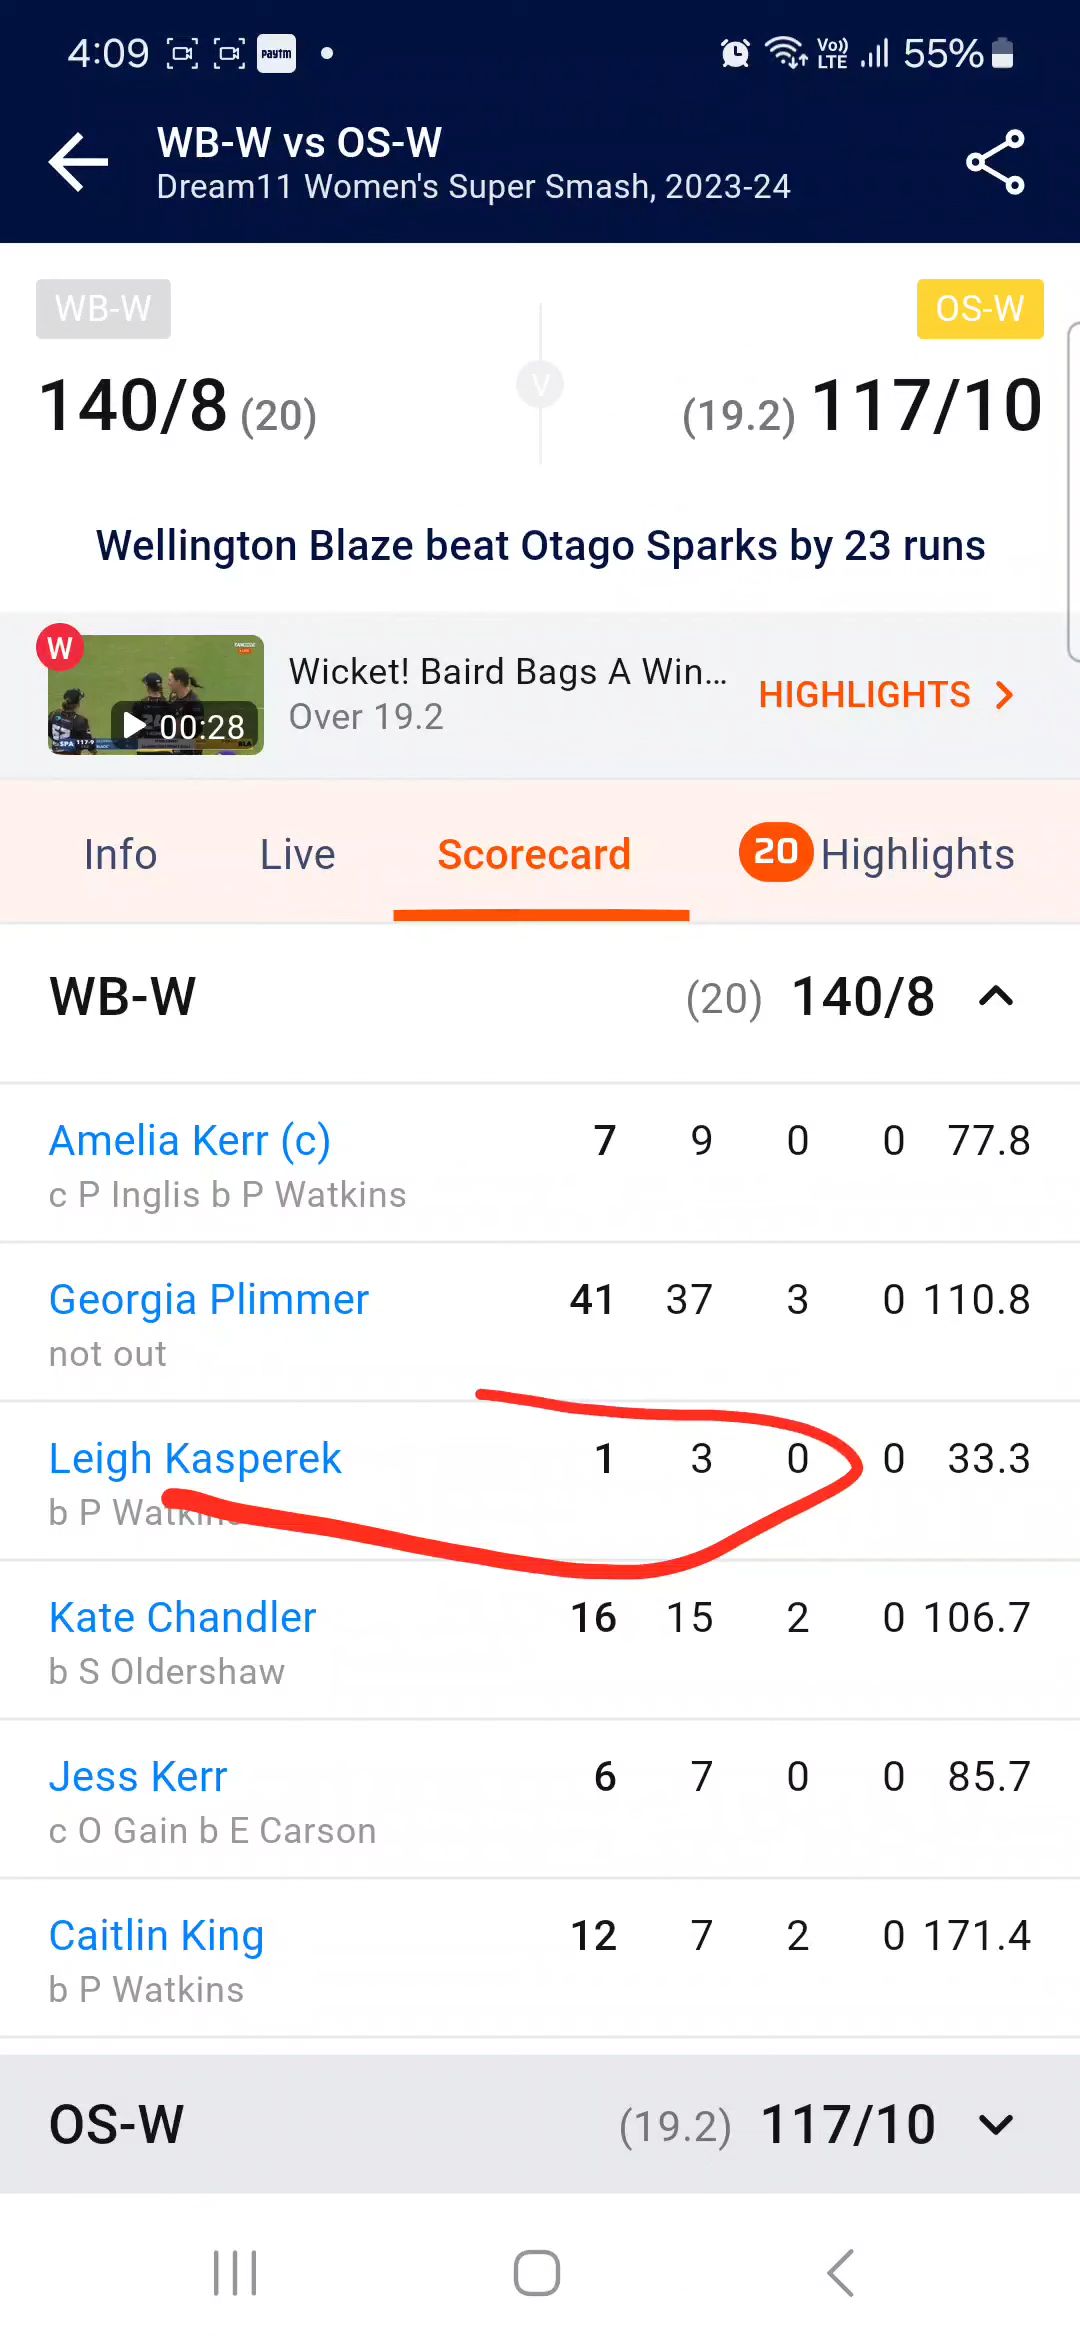 4:09 paytm Vo)) LTE 55%
WB-W vs OS-W
Dream11 Women's Super Smash, 2023-24
WB-W OS-W
140/8 (20) V (19.2) 117/10
Wellington Blaze beat Otago Sparks by 23 runs
W
Wicket! Baird Bags A Win...
Over 19.2
HIGHLIGHTS
00:28
Info Live Scorecard 20 Highlights
WB-W (20) 140/8
Amelia Kerr (c) 7 9 0 0 77.8
c P Inglis b P Watkins
Georgia Plimmer 41 37 3 0 110.8
not out
Leigh Kasperek 1 3 0 0 33.3
b P Watkins
Kate Chandler 16 15 2 0 106.7
b S Oldershaw
Jess Kerr 6 7 0 0 85.7
c O Gain b E Carson
Caitlin King 12 7 2 0 171.4
b P Watkins
OS-W (19.2) 117/10